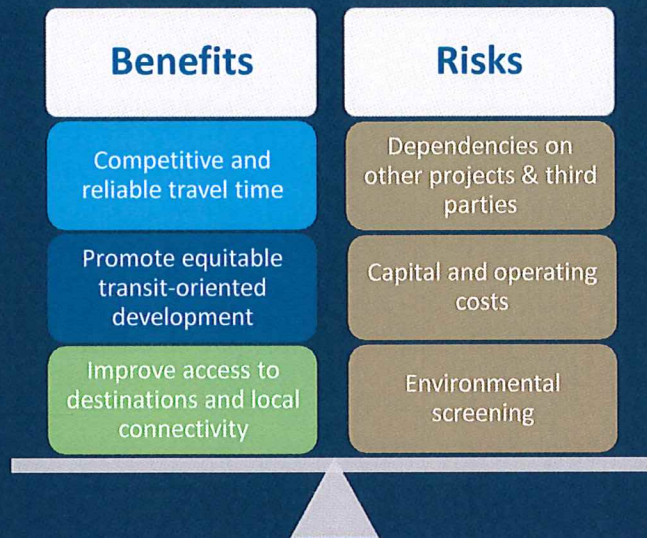 Benefits
Competitive and
reliable travel time
Promote equitable
transit-oriented
development
Improve access to
destinations and local
connectivity
Risks
Dependencies on
other projects & third
parties
Capital and operating
costs
Environmental
screening